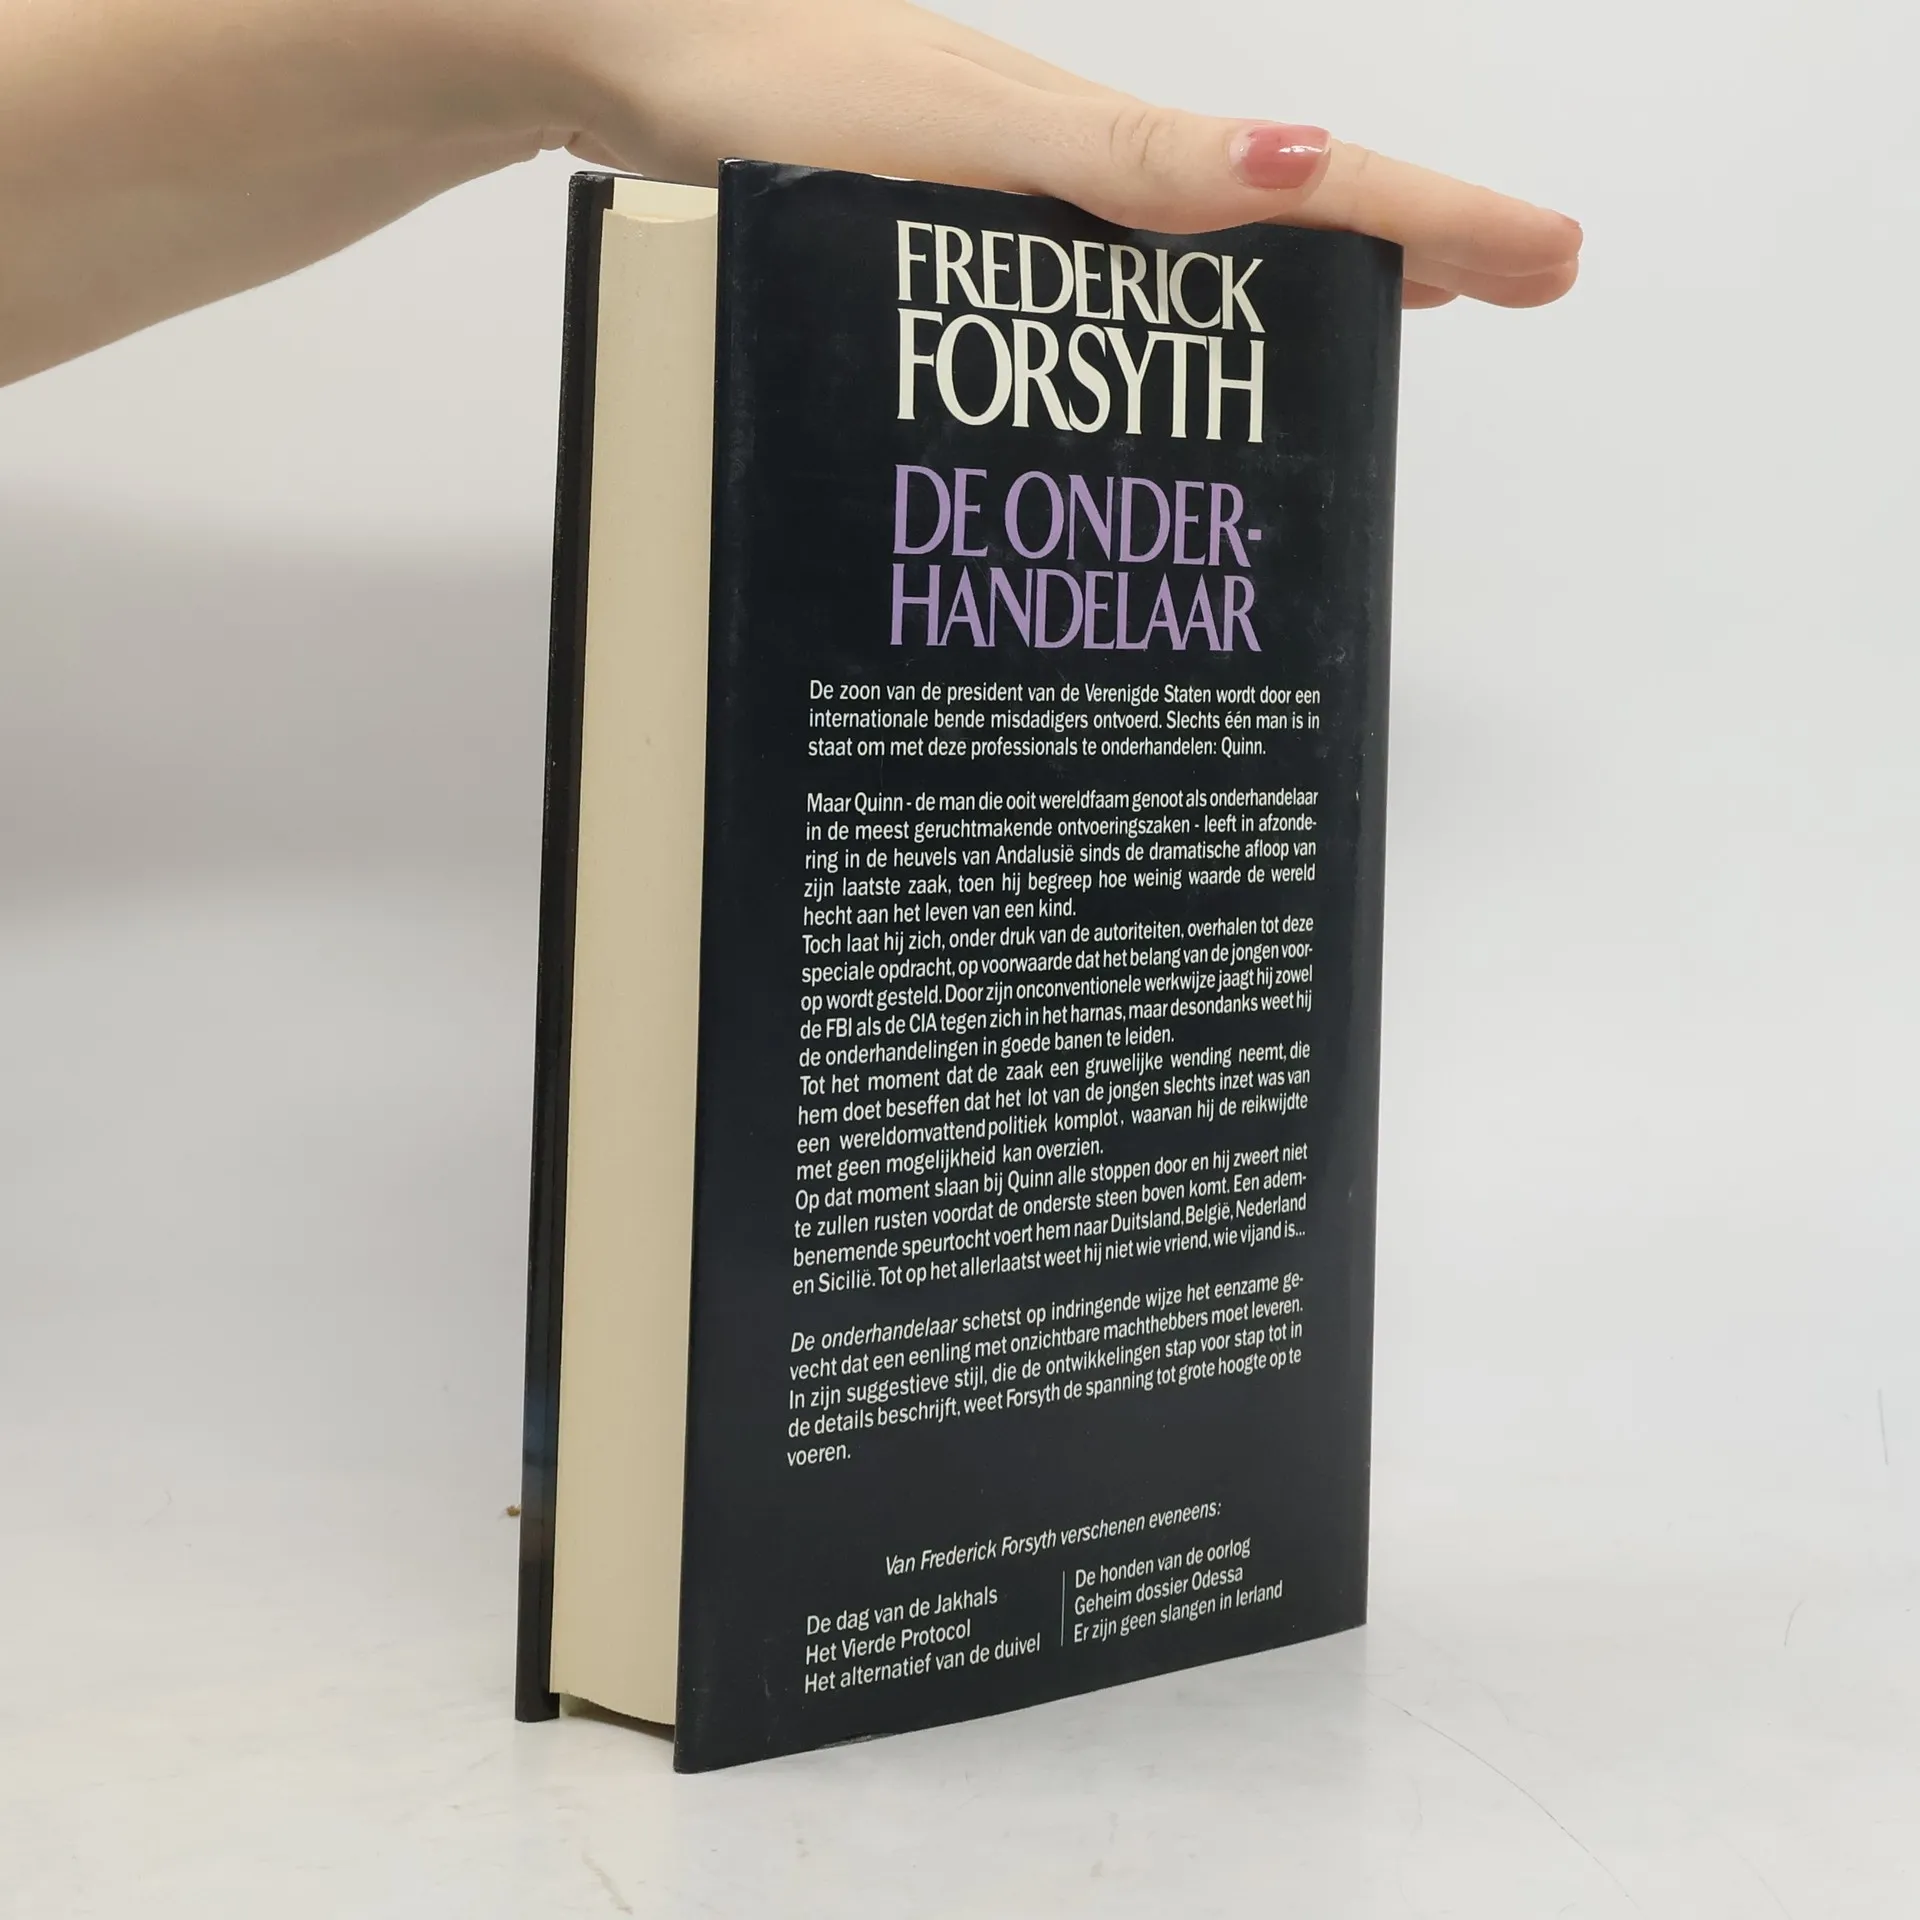 FREDERICK
FORSYTH
DE ONDER-
HANDELAAR
De zoon van de president van de Verenigde Staten wordt door een
internationale bende misdadigers ontvoerd. Slechts één man is in
staat om met deze professionals te onderhandelen: Quinn.
Maar Quinn - de man die ooit wereldfaam genoot als onderhandelaar
in de meest geruchtmakende ontvoeringszaken - leeft in afzonde-
ring in de heuvels van Andalusië sinds de dramatische afloop van
zijn laatste zaak, toen hij begreep hoe weinig waarde de wereld
hecht aan het leven van een kind.
Toch laat hij zich, onder druk van de autoriteiten, overhalen tot deze
speciale opdracht, op voorwaarde dat het belang van de jongen voor-
op wordt gesteld. Door zijn onconventionele werkwijze jaagt hij zowel
de FBI als de CIA tegen zich in het harnas, maar desondanks weet hij
de onderhandelingen in goede banen te leiden.
Tot het moment dat de zaak een gruwelijke wending neemt, die
hem doet beseffen dat het lot van de jongen slechts inzet was van
een wereldomvattend politiek komplot, waarvan hij de reikwijdte
met geen mogelijkheid kan overzien.
Op dat moment slaan bij Quinn alle stoppen door en hij zweert niet
te zullen rusten voordat de onderste steen boven komt. Een adem-
benemende speurtocht voert hem naar Duitsland, België, Nederland
en Sicilië. Tot op het allerlaatst weet hij niet wie vriend, wie vijand is...
De onderhandelaar schetst op indringende wijze het eenzame ge-
vecht dat een eenling met onzichtbare machthebbers moet leveren.
In zijn suggestieve stijl, die de ontwikkelingen stap voor stap tot in
de details beschrijft, weet Forsyth de spanning tot grote hoogte op te
voeren.
Van Frederick Forsyth verschenen eveneens:
De dag van de Jakhals
Het Vierde Protocol
Het alternatief van de duivel
De honden van de oorlog
Geheim dossier Odessa
Er zijn geen slangen in Ierland